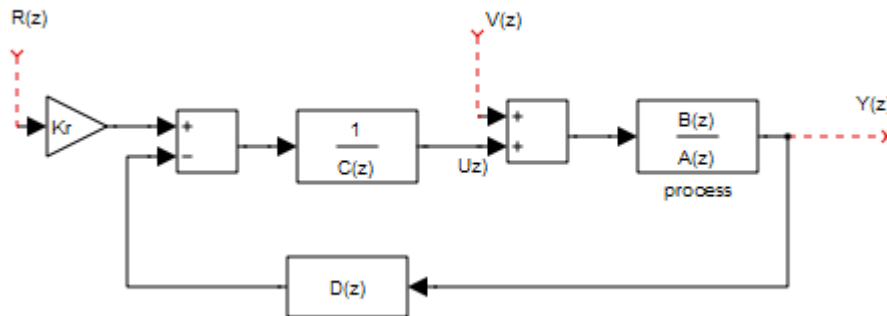 R(z)
V(z)
Y(z)
Kr
+
−
1
C(z)
Uz)
+
+
B(z)
A(z)
process
D(z)